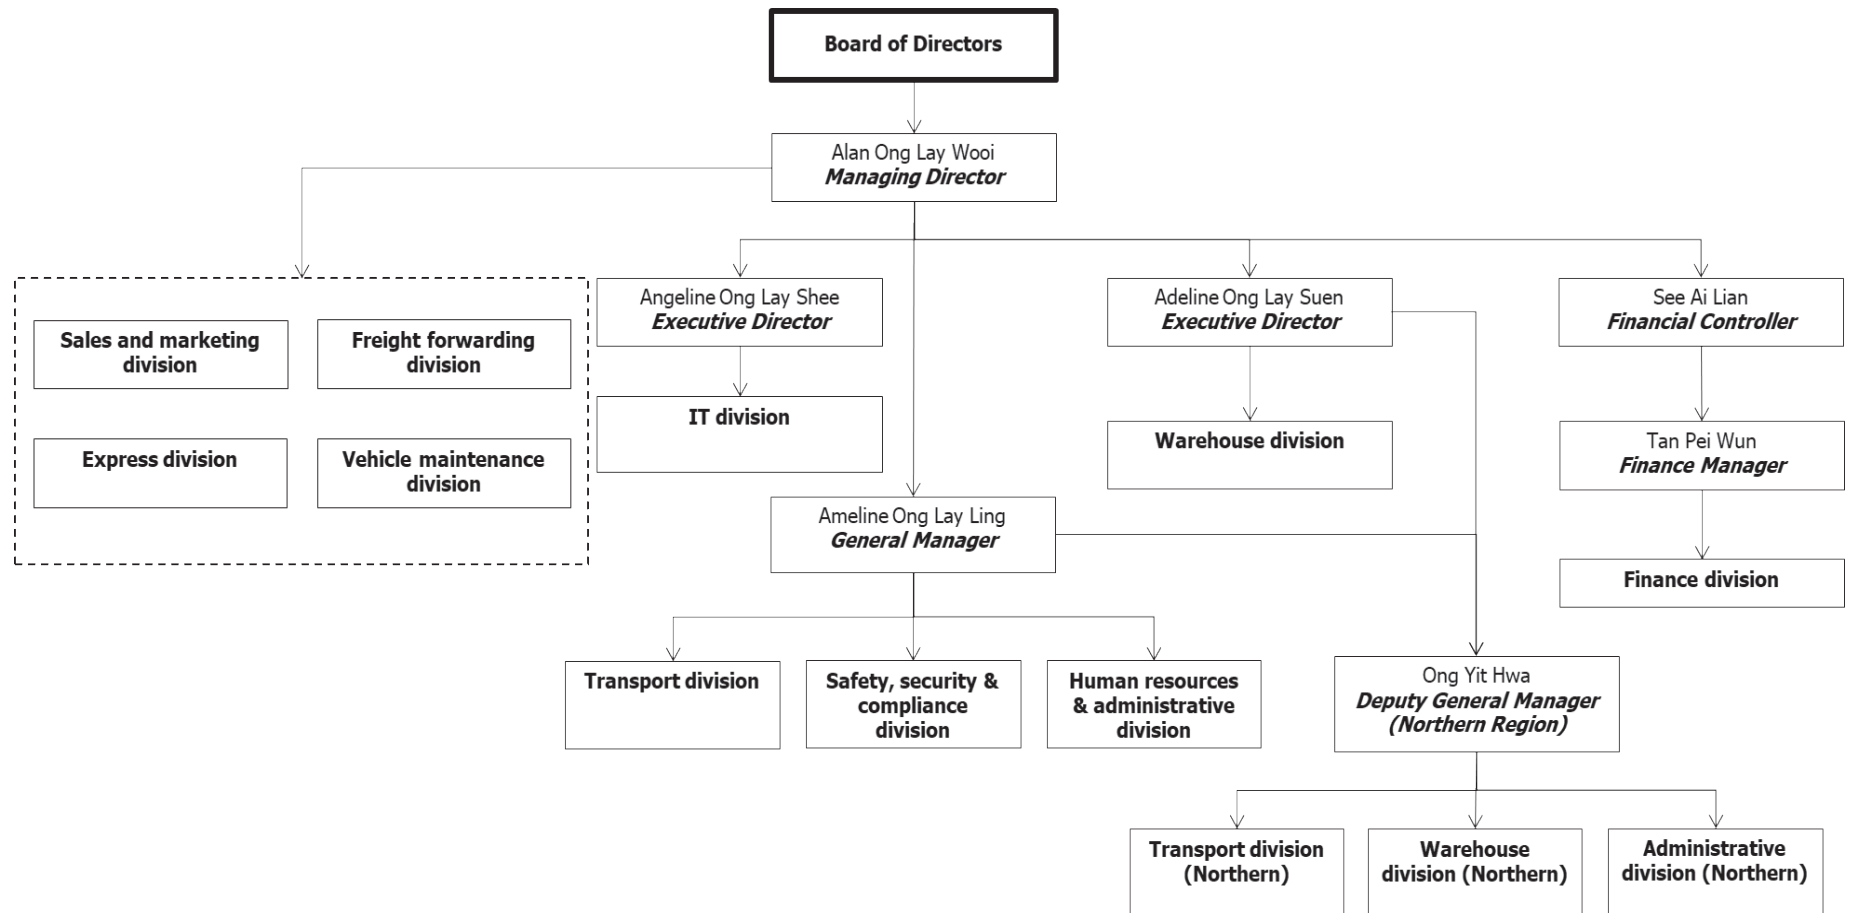 Board of Directors
Alan Ong Lay Wooi
Managing Director
Sales and marketing
division
Freight forwarding
division
Express division
Vehicle maintenance
division
Angeline Ong Lay Shee
Executive Director
IT division
Adeline Ong Lay Suen
Executive Director
Warehouse division
See Ai Lian
Financial Controller
Tan Pei Wun
Finance Manager
Finance division
Ameline Ong Lay Ling
General Manager
Transport division
Safety, security &
compliance
division
Human resources
& administrative
division
Ong Yit Hwa
Deputy General Manager
(Northern Region)
Transport division
(Northern)
Warehouse
division (Northern)
Administrative
division (Northern)